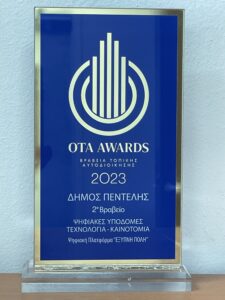 OTA AWARDS
ΒΡΑΒΕΙΑ ΤΟΠΙΚΗΣ
ΑΥΤΟΔΙΟΙΚΗΣΗΣ
2023
ΔΗΜΟΣ ΠΕΝΤΕΛΗΣ
2ο Βραβείο
ΨΗΦΙΑΚΕΣ ΥΠΟΔΟΜΕΣ
ΤΕΧΝΟΛΟΓΙΑ - ΚΑΙΝΟΤΟΜΙΑ
Ψηφιακή Πλατφόρμα "ΕΞΥΠΝΗ ΠΟΛΗ"